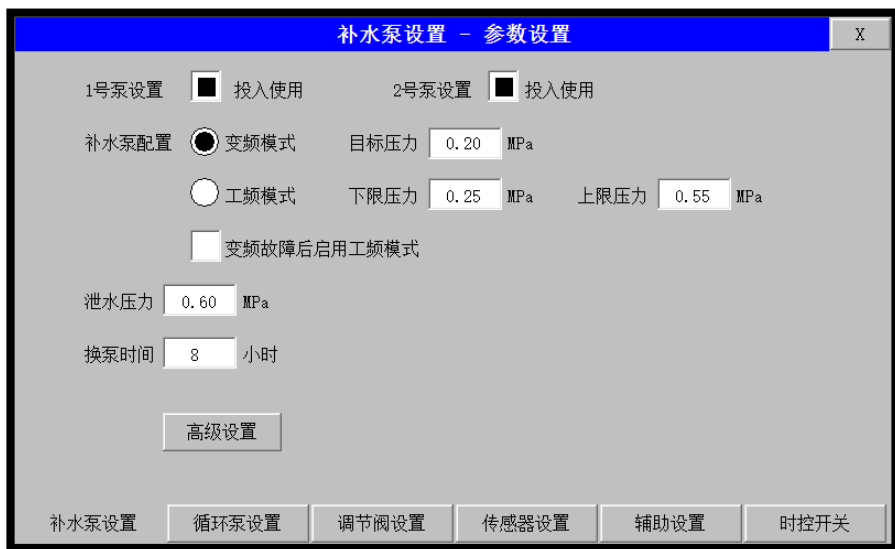 补水泵设置 - 参数设置 X
1号泵设置 投入使用 2号泵设置 投入使用
补水泵配置 变频模式 目标压力 0.20 MPa
工频模式 下限压力 0.25 MPa 上限压力 0.55 MPa
变频故障后启用工频模式
泄水压力 0.60 MPa
换泵时间 8 小时
高级设置
补水泵设置 循环泵设置 调节阀设置 传感器设置 辅助设置 时控开关